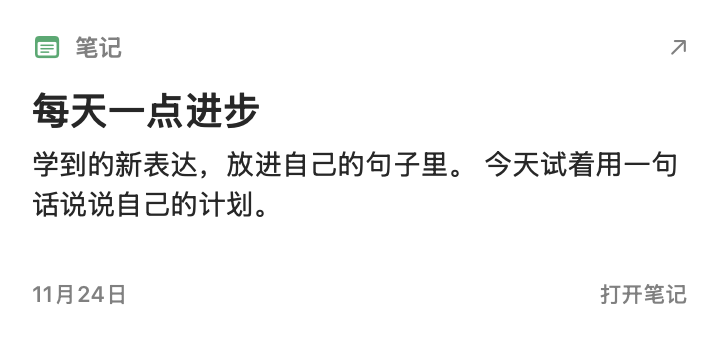 笔记
每天一点进步
学到的新表达，放进自己的句子里。 今天试着用一句
话说说自己的计划。
11月24日
打开笔记